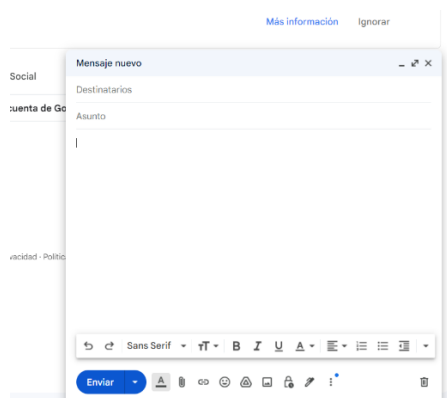 Más información Ignorar
Mensaje nuevo
Social
Destinatarios
cuenta de Go
Asunto
vacidad · Polític
Sans Serif
B I U A
Enviar A